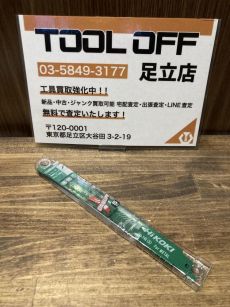 TOOL OFF
03-5849-3177 足立店
工具買取強化中！！
新品・中古・ジャンク買取可能 宅配査定・出張査定・LINE査定
無料で査定いたします！
〒120-0001
東京都足立区大谷田 3-2-19
HiKOKI